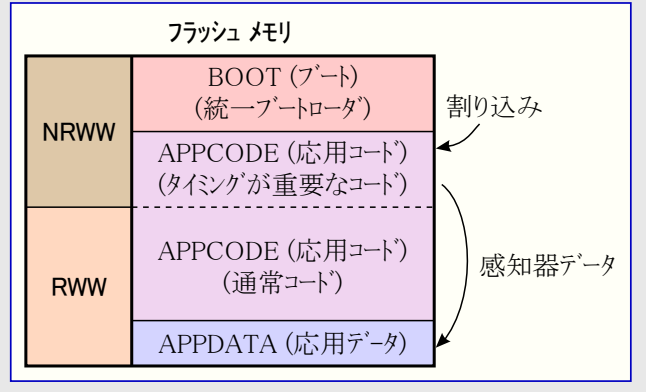 フラッシュ メモリ
NRWW
BOOT (ブート)
(統一ブートローダ)
割り込み
APPCODE (応用コード)
(タイミングが重要なコード)
RWW
APPCODE (応用コード)
(通常コード)
感知器データ
APPDATA (応用データ)